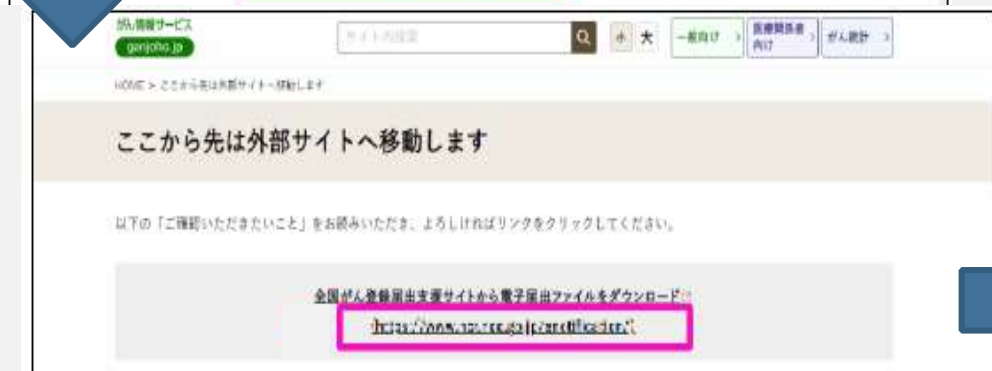 がん情報サービス
ganjoho.jp
サイト内検索
小 大
一般向け
医療関係者
向け
がん統計
HOME > ここから先は外部サイトへ移動します
ここから先は外部サイトへ移動します
以下の「ご確認いただきたいこと」をお読みいただき、よろしければリンクをクリックしてください。
全国がん登録届出支援サイトから電子届出ファイルをダウンロード